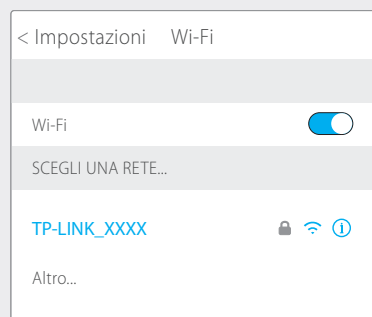 < Impostazioni Wi-Fi
Wi-Fi
SCEGLI UNA RETE...
TP-LINK_XXXX
Altro...